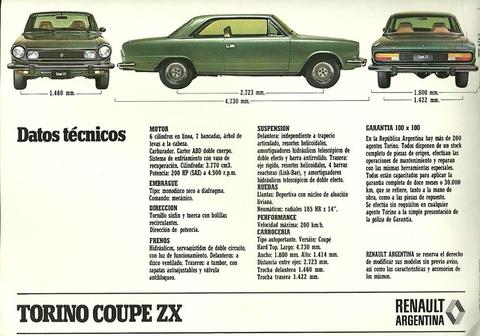 Coupe ZX
1.460 mm.
2.723 mm.
4.730 mm.
1.800 mm.
1.422 mm.
Datos técnicos
MOTOR
6 cilindros en línea, 7 bancadas, árbol de
levas a la cabeza.
Carburador, Carter ABD doble cuerpo.
Sistema de enfriamiento con vaso de
recuperación. Cilindrada: 3.770 cm3.
Potencia: 200 HP (SAE) a 4.500 r.p.m.
EMBRAGUE
Tipo: monodisco seco a diafragma.
Comando: mecánico.
DIRECCION
Tornillo sinfín y tuerca con bolillas
recirculantes.
Dirección de potencia.
FRENOS
Hidráulicos, servoasistidos de doble circuito,
con luz de funcionamiento. Delanteros: a
disco ventilado. Traseros: a tambor, con
zapatas autoajustables y válvula
antibloqueo.
SUSPENSION
Delantera: independiente a trapecio
articulado, resortes helicoidales,
amortiguadores hidráulicos telescópicos de
doble efecto y barra antirrolido. Trasera:
eje rígido, resortes helicoidales, 4 barras
reactoras (Link-Bar), y amortiguadores
hidráulicos telescópicos de doble efecto.
RUEDAS
Llantas: Deportiva con núcleo de aleación
liviana.
Neumáticos: radiales 185 HR x 14".
PERFORMANCE
Velocidad máxima: 200 km/h.
CARROCERIA
Tipo autoportante. Versión: Coupé
Hard Top. Largo: 4.730 mm.
Ancho: 1.800 mm. Alto: 1.414 mm.
Distancia entre ejes: 2.723 mm.
Trocha delantera 1.460 mm.
Trocha trasera 1.422 mm.
GARANTIA 100 x 100
En la República Argentina hay más de 200
agentes Torino. Todos disponen de un stock
completo de piezas de origen, efectúan las
operaciones de mantenimiento y reparan
con las mismas herramientas especiales.
Todos están capacitados para aplicar la
garantía completa de doce meses o 30.000
km, que se refiere, tanto a la mano de
obra, como a las piezas de repuesto.
Se efectúa sin requisitos en cualquier
agente Torino a la simple presentación de la
póliza de Garantía.
RENAULT ARGENTINA se reserva el derecho
de modificar sus modelos sin previo aviso,
así como las características y accesorios de
los mismos.
TORINO COUPE ZX
RENAULT
ARGENTINA